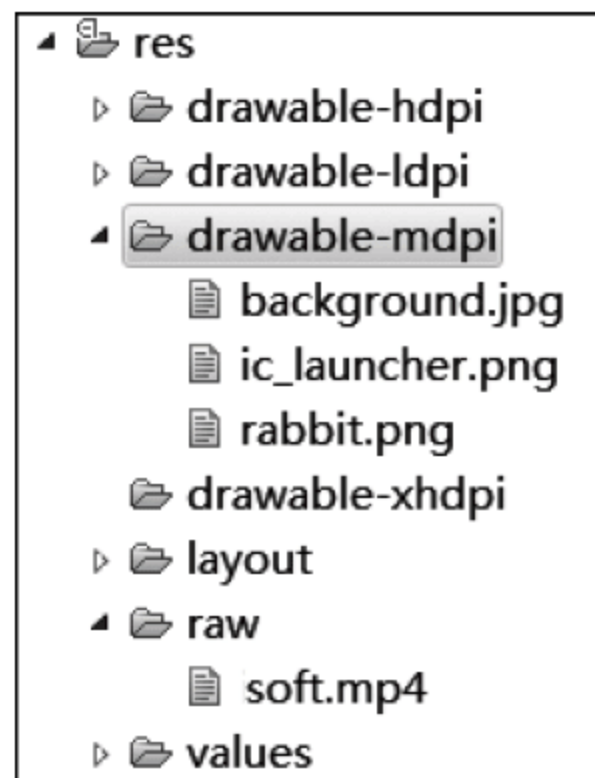 res
drawable-hdpi
drawable-ldpi
drawable-mdpi
background.jpg
ic_launcher.png
rabbit.png
drawable-xhdpi
layout
raw
soft.mp4
values